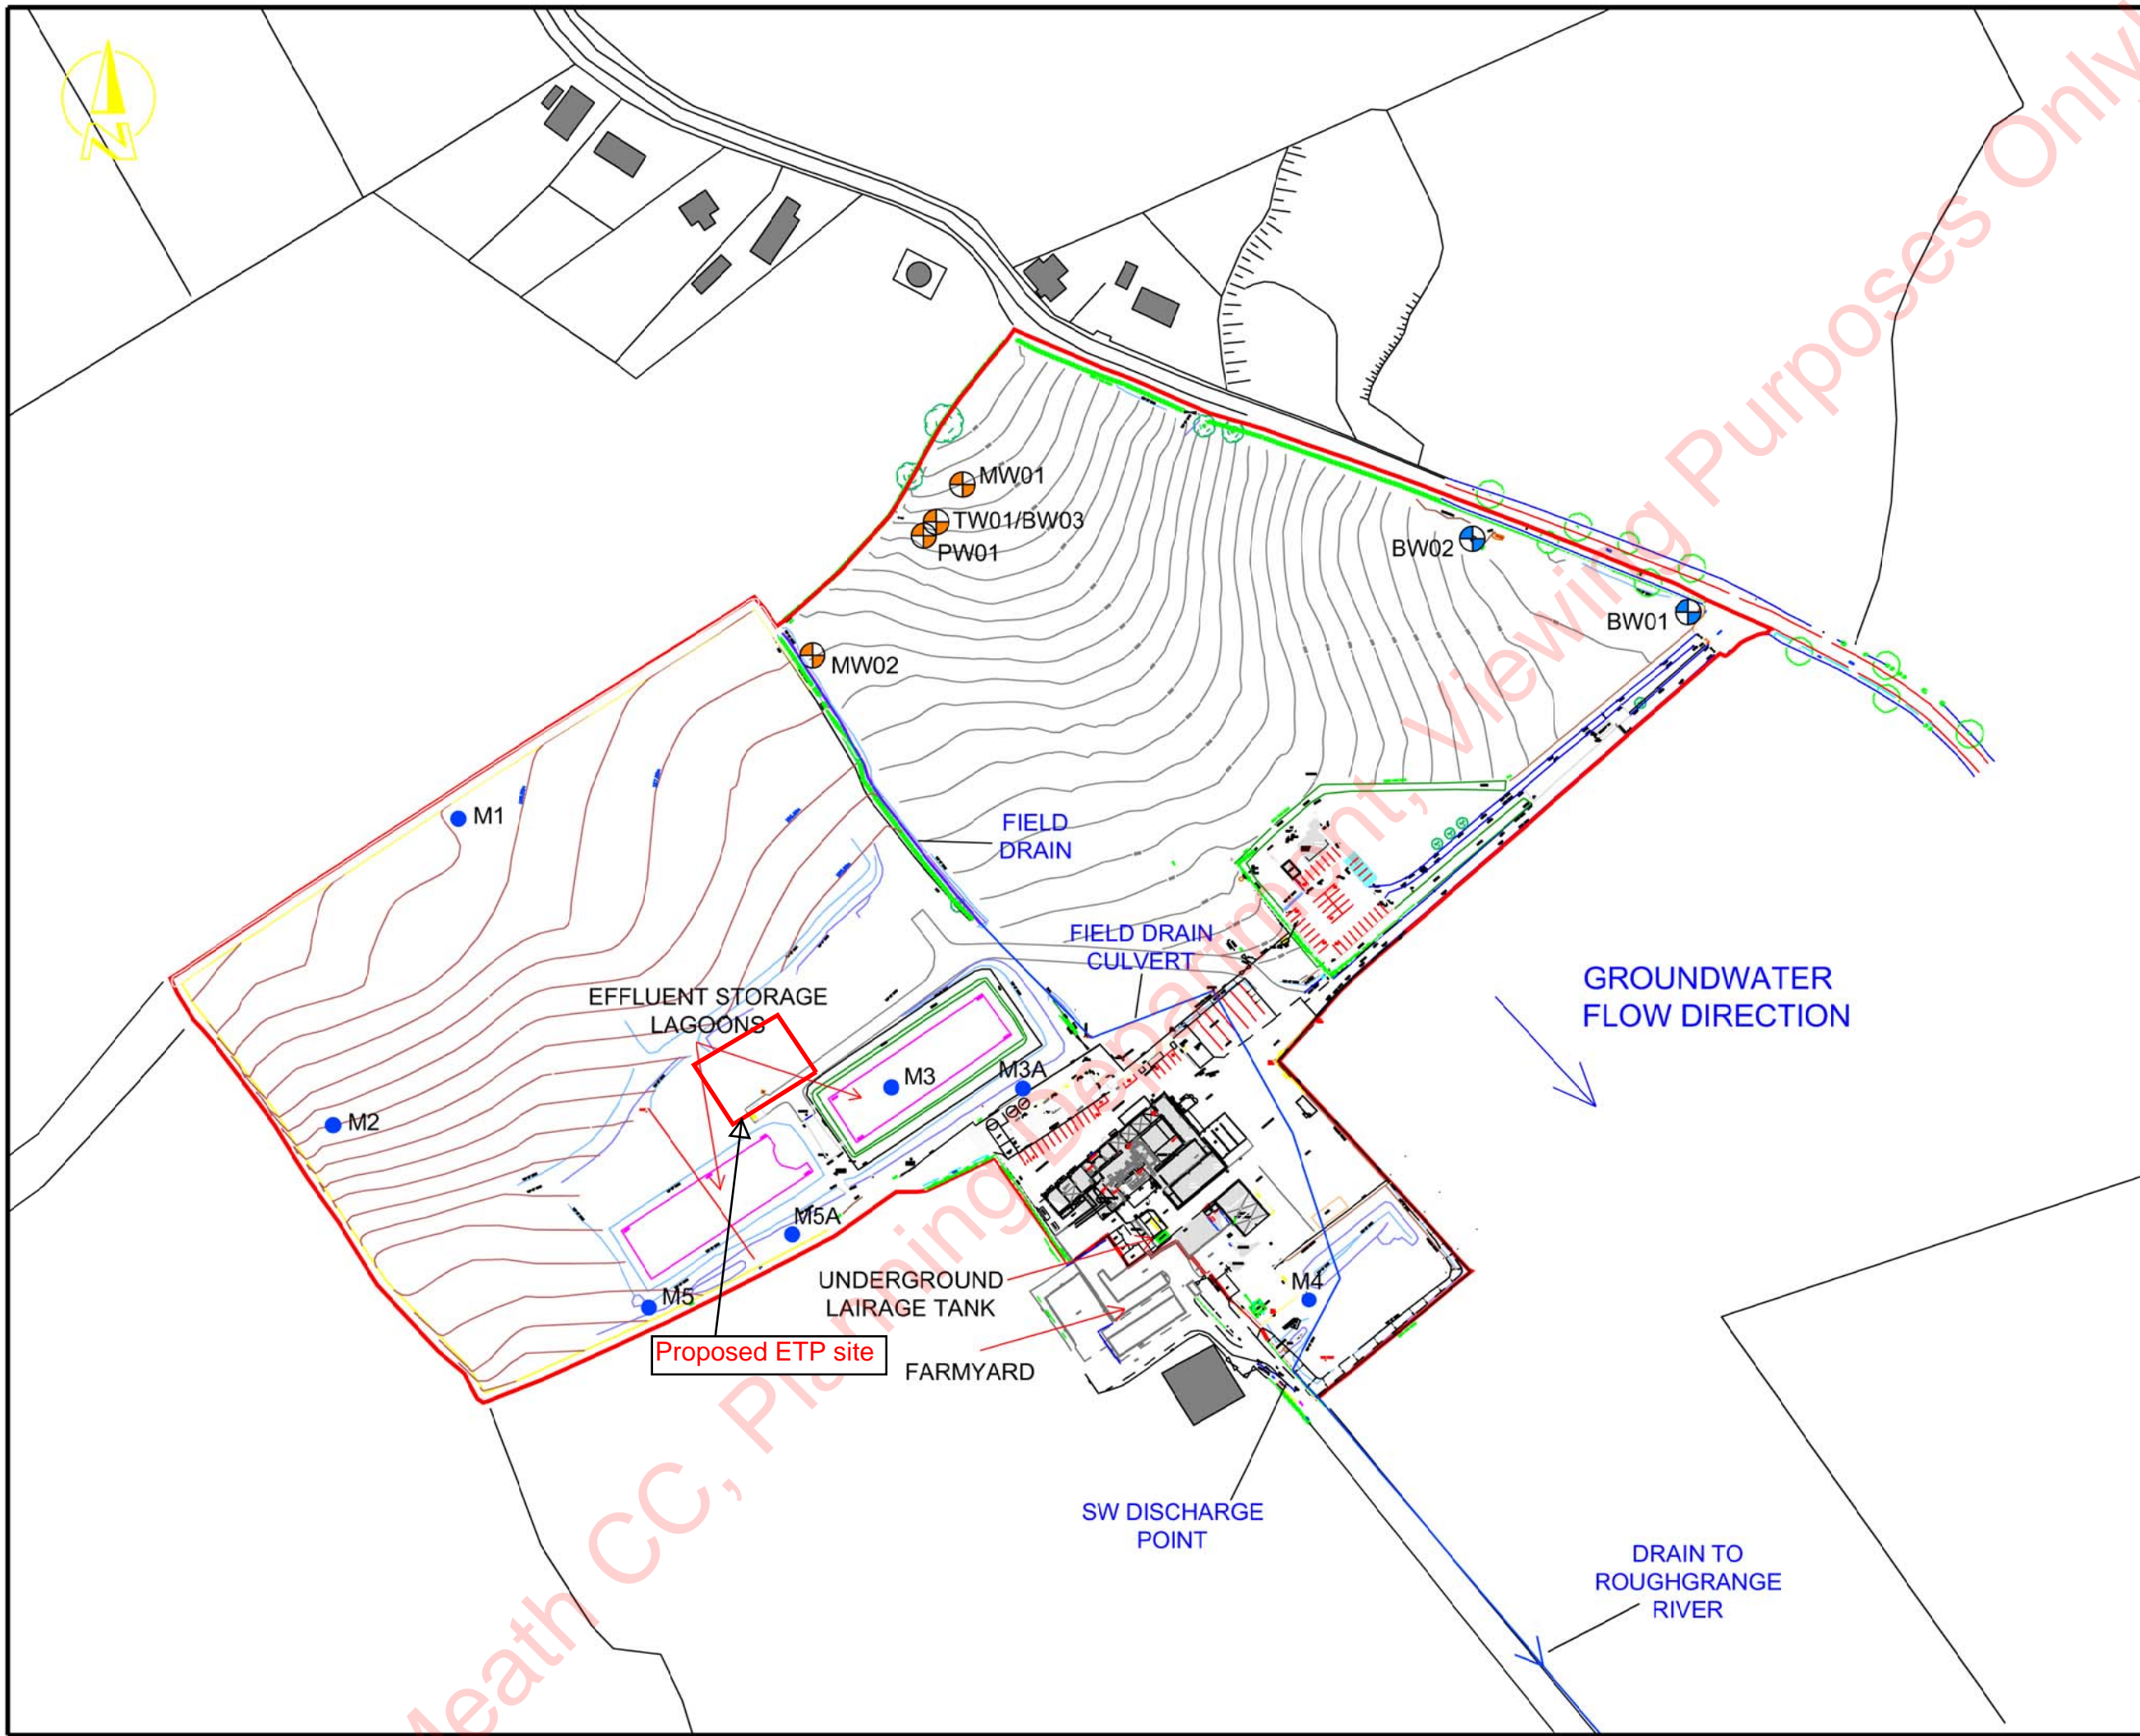 N
MW01
TW01/BW03
PW01
BW02
BW01
MW02
M1
FIELD
DRAIN
FIELD DRAIN
CULVERT
GROUNDWATER
FLOW DIRECTION
EFFLUENT STORAGE
LAGOONS
M3
M3A
M2
M5A
M5
UNDERGROUND
LAIRAGE TANK
M4
Proposed ETP site
FARMYARD
SW DISCHARGE
POINT
DRAIN TO
ROUGHGRANGE
RIVER
Meath CC, Planning Department, Viewing Purposes Only